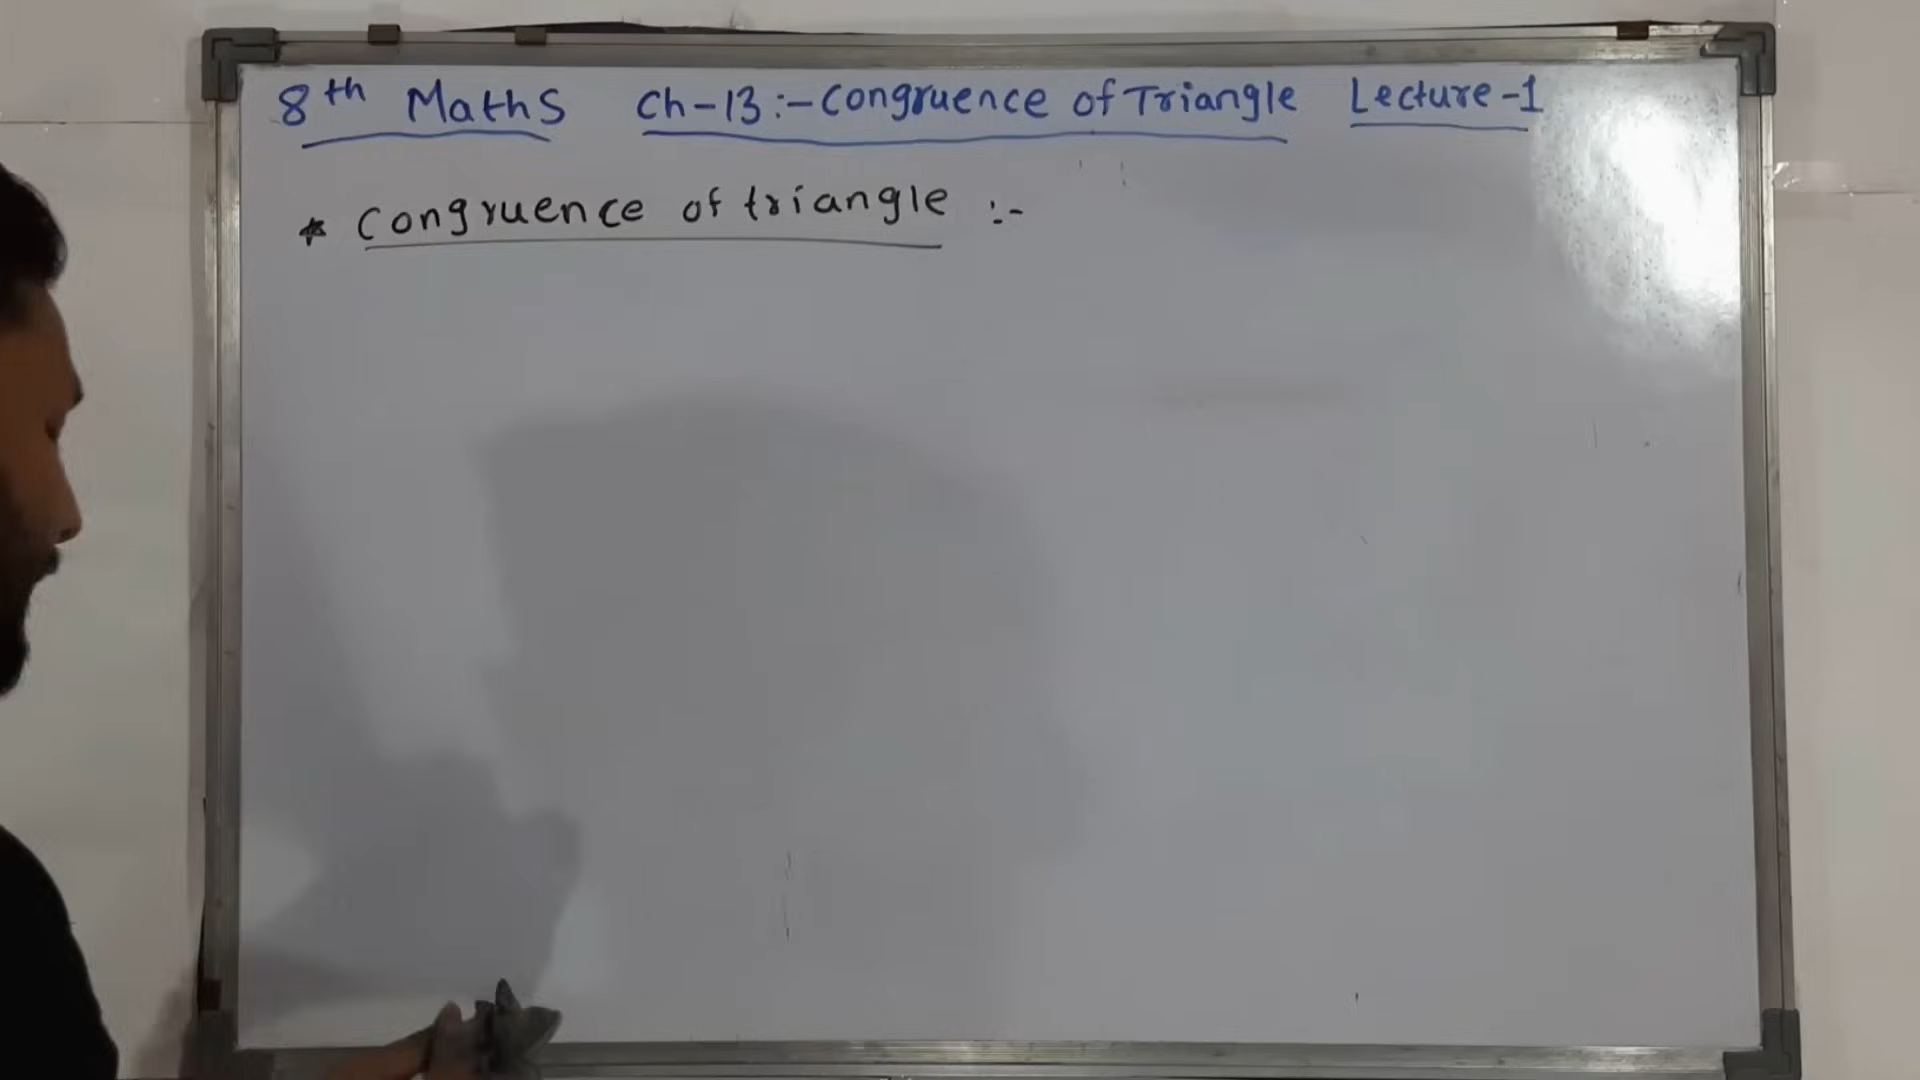 8th Maths Ch-13:- Congruence of Triangle Lecture-1
* Congruence of triangle :-